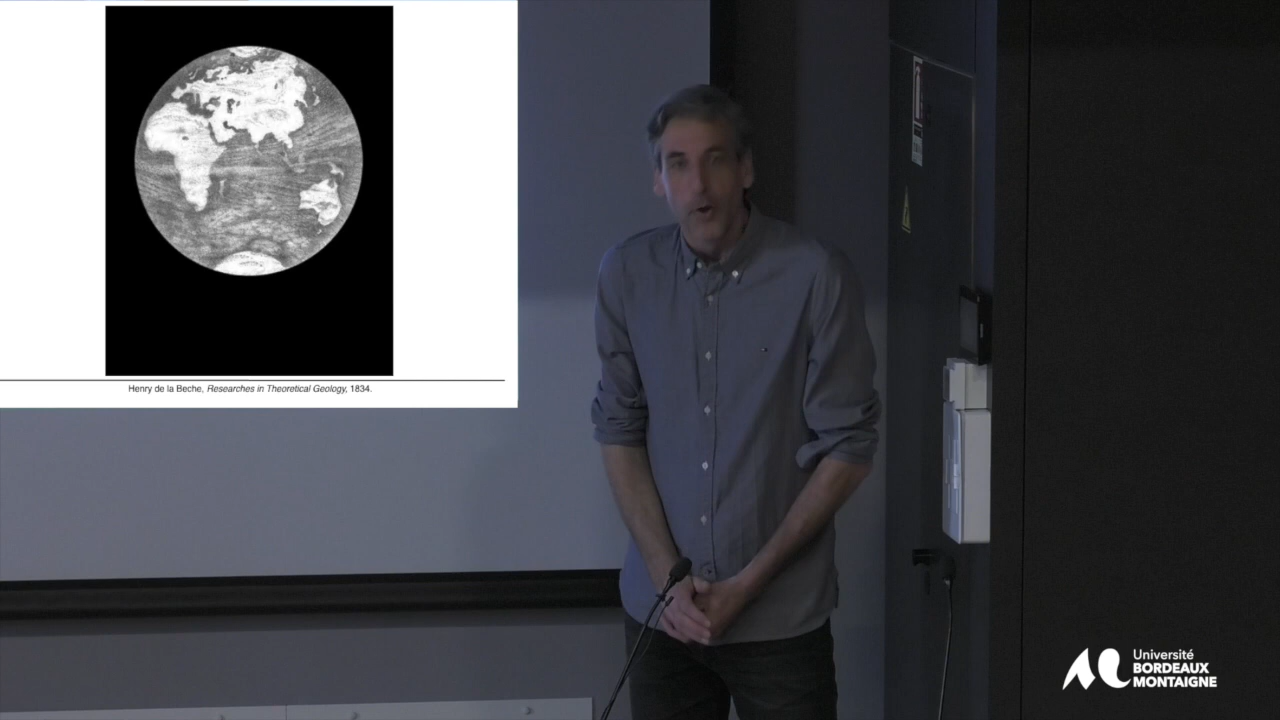 Henry de la Beche, Researches in Theoretical Geology, 1834.
Université
BORDEAUX
MONTAIGNE